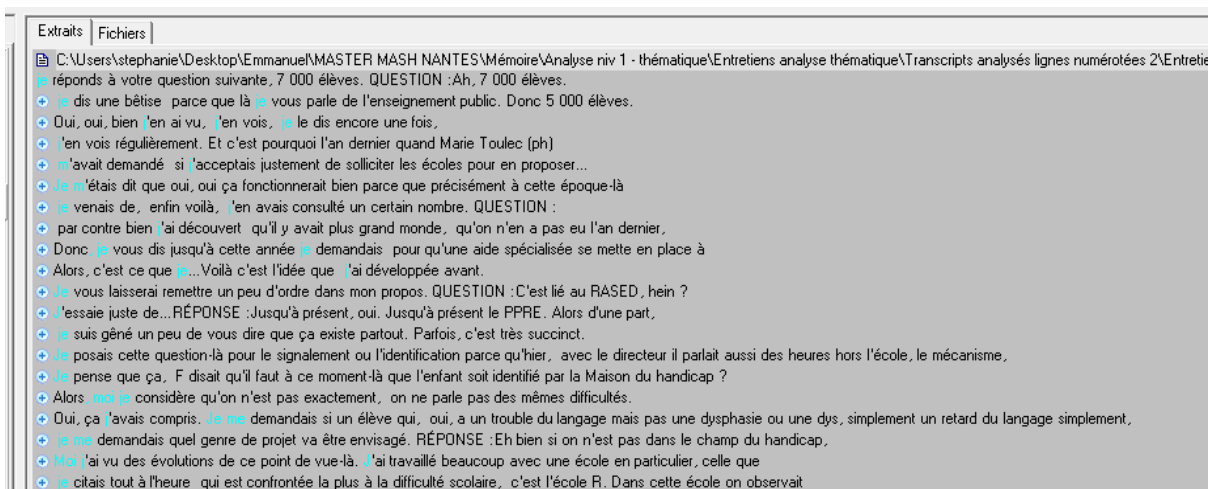 Extraits Fichiers
C:\Users\stephanie\Desktop\Emmanuel\MASTER MASH NANTES\Mémoire\Analyse niv 1 - thématique\Entretiens analyse thématique\Transcripts analysés lignes numérotées 2\Entretie
je réponds à votre question suivante, 7 000 élèves. QUESTION :Ah, 7 000 élèves.
je dis une bêtise parce que là je vous parle de l'enseignement public. Donc 5 000 élèves.
Oui, oui, bien j'en ai vu, j'en vois, je le dis encore une fois,
j'en vois régulièrement. Et c'est pourquoi l'an dernier quand Marie Toulec (ph)
m'avait demandé si j'acceptais justement de solliciter les écoles pour en proposer...
Je m'étais dit que oui, oui ça fonctionnerait bien parce que précisément à cette époque-là
je venais de, enfin voilà, j'en avais consulté un certain nombre. QUESTION :
par contre bien j'ai découvert qu'il y avait plus grand monde, qu'on n'en a pas eu l'an dernier,
Donc je vous dis jusqu'à cette année je demandais pour qu'une aide spécialisée se mette en place à
Alors, c'est ce que je...Voilà c'est l'idée que j'ai développée avant.
Je vous laisserai remettre un peu d'ordre dans mon propos. QUESTION :C'est lié au RASED, hein ?
J'essaie juste de...RÉPONSE :Jusqu'à présent, oui. Jusqu'à présent le PPRE. Alors d'une part,
je suis gêné un peu de vous dire que ça existe partout. Parfois, c'est très succinct.
Je posais cette question-là pour le signalement ou l'identification parce qu'hier, avec le directeur il parlait aussi des heures hors l'école, le mécanisme,
Je pense que ça, F disait qu'il faut à ce moment-là que l'enfant soit identifié par la Maison du handicap ?
Alors, moi je considère qu'on n'est pas exactement, on ne parle pas des mêmes difficultés.
Oui, ça j'avais compris. Je me demandais si un élève qui, oui, a un trouble du langage mais pas une dysphasie ou une dys, simplement un retard du langage simplement,
je me demandais quel genre de projet va être envisagé. RÉPONSE :Eh bien si on n'est pas dans le champ du handicap,
Moi j'ai vu des évolutions de ce point de vue-là. J'ai travaillé beaucoup avec une école en particulier, celle que
je citais tout à l'heure qui est confrontée la plus à la difficulté scolaire, c'est l'école R. Dans cette école on observait